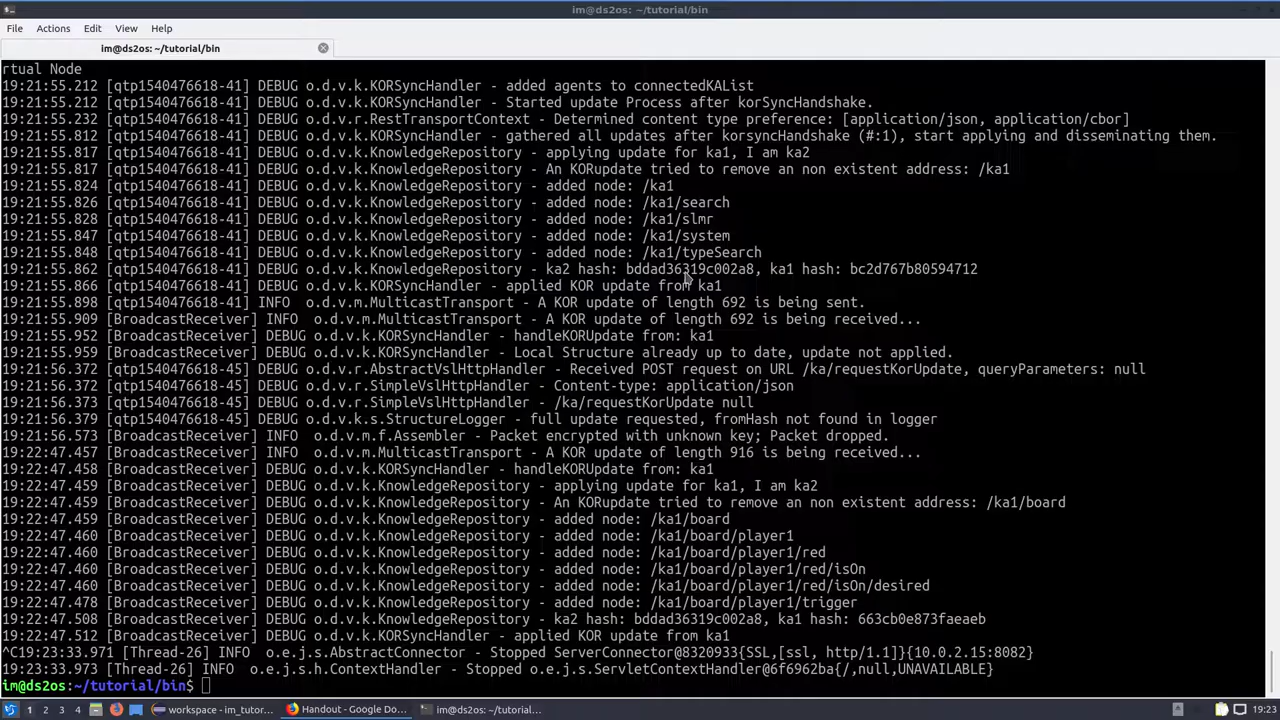 im@ds2os: ~/tutorial/bin
File Actions Edit View Help
im@ds2os: ~/tutorial/bin
rtual Node
19:21:55.212 [qtp1540476618-41] DEBUG o.d.v.k.KORSyncHandler - added agents to connectedKAList
19:21:55.218 [qtp1540476618-41] DEBUG o.d.v.k.KORSyncHandler - Started update Process after korSyncHandshake.
19:21:55.232 [qtp1540476618-41] DEBUG o.d.v.r.RestTransportContext - Determined content type preference: [application/json, application/cbor]
19:21:55.812 [qtp1540476618-41] DEBUG o.d.v.k.KORSyncHandler - gathered all updates after korsyncHandshake (#:1), start applying and disseminating them.
19:21:55.817 [qtp1540476618-41] DEBUG o.d.v.k.KnowledgeRepository - applying update for ka1, I am ka2
19:21:55.817 [qtp1540476618-41] DEBUG o.d.v.k.KnowledgeRepository - An KORupdate tried to remove an non existent address: /ka1
19:21:55.824 [qtp1540476618-41] DEBUG o.d.v.k.KnowledgeRepository - added node: /ka1
19:21:55.826 [qtp1540476618-41] DEBUG o.d.v.k.KnowledgeRepository - added node: /ka1/search
19:21:55.828 [qtp1540476618-41] DEBUG o.d.v.k.KnowledgeRepository - added node: /ka1/slmr
19:21:55.847 [qtp1540476618-41] DEBUG o.d.v.k.KnowledgeRepository - added node: /ka1/system
19:21:55.848 [qtp1540476618-41] DEBUG o.d.v.k.KnowledgeRepository - added node: /ka1/typeSearch
19:21:55.862 [qtp1540476618-41] DEBUG o.d.v.k.KnowledgeRepository - ka2 hash: bddad36319c002a8, ka1 hash: bc2d767b80594712
19:21:55.866 [qtp1540476618-41] DEBUG o.d.v.k.KORSyncHandler - applied KOR update from ka1
19:21:55.898 [qtp1540476618-41] INFO o.d.v.m.MulticastTransport - A KOR update of length 692 is being sent.
19:21:55.909 [BroadcastReceiver] INFO o.d.v.m.MulticastTransport - A KOR update of length 692 is being received...
19:21:55.952 [BroadcastReceiver] DEBUG o.d.v.k.KORSyncHandler - handleKORUpdate from: ka1
19:21:55.959 [BroadcastReceiver] DEBUG o.d.v.k.KORSyncHandler - Local Structure already up to date, update not applied.
19:21:56.372 [qtp1540476618-45] DEBUG o.d.v.r.AbstractVslHttpHandler - Received POST request on URL /ka/requestKorUpdate, queryParameters: null
19:21:56.372 [qtp1540476618-45] DEBUG o.d.v.r.SimpleVslHttpHandler - Content-type: application/json
19:21:56.373 [qtp1540476618-45] DEBUG o.d.v.r.SimpleVslHttpHandler - /ka/requestKorUpdate null
19:21:56.379 [qtp1540476618-45] DEBUG o.d.v.k.s.StructureLogger - full update requested, fromHash not found in logger
19:21:56.573 [BroadcastReceiver] INFO o.d.v.m.f.Assembler - Packet encrypted with unknown key; Packet dropped.
19:22:47.457 [BroadcastReceiver] INFO o.d.v.m.MulticastTransport - A KOR update of length 916 is being received...
19:22:47.458 [BroadcastReceiver] DEBUG o.d.v.k.KORSyncHandler - handleKORUpdate from: ka1
19:22:47.459 [BroadcastReceiver] DEBUG o.d.v.k.KnowledgeRepository - applying update for ka1, I am ka2
19:22:47.459 [BroadcastReceiver] DEBUG o.d.v.k.KnowledgeRepository - An KORupdate tried to remove an non existent address: /ka1/board
19:22:47.459 [BroadcastReceiver] DEBUG o.d.v.k.KnowledgeRepository - added node: /ka1/board
19:22:47.460 [BroadcastReceiver] DEBUG o.d.v.k.KnowledgeRepository - added node: /ka1/board/player1
19:22:47.460 [BroadcastReceiver] DEBUG o.d.v.k.KnowledgeRepository - added node: /ka1/board/player1/red
19:22:47.460 [BroadcastReceiver] DEBUG o.d.v.k.KnowledgeRepository - added node: /ka1/board/player1/red/isOn
19:22:47.460 [BroadcastReceiver] DEBUG o.d.v.k.KnowledgeRepository - added node: /ka1/board/player1/red/isOn/desired
19:22:47.478 [BroadcastReceiver] DEBUG o.d.v.k.KnowledgeRepository - added node: /ka1/board/player1/trigger
19:22:47.508 [BroadcastReceiver] DEBUG o.d.v.k.KnowledgeRepository - ka2 hash: bddad36319c002a8, ka1 hash: 663cb0e873faeaeb
19:22:47.512 [BroadcastReceiver] DEBUG o.d.v.k.KORSyncHandler - applied KOR update from ka1
^C19:23:33.971 [Thread-26] INFO o.e.j.s.AbstractConnector - Stopped ServerConnector@8320933{SSL,[ssl, http/1.1]}{10.0.2.15:8082}
19:23:33.973 [Thread-26] INFO o.e.j.s.h.ContextHandler - Stopped o.e.j.s.ServletContextHandler@6f6962ba{/,null,UNAVAILABLE}
im@ds2os:~/tutorial/bin$
1 2 3 4 workspace - im_tutor... Handout - Google Do... im@ds2os: ~/tutorial... 19:23